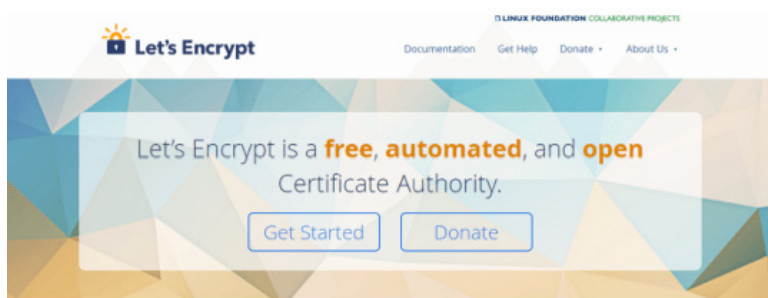 LINUX FOUNDATION COLLABORATIVE PROJECTS
Let's Encrypt
Documentation Get Help Donate About Us
Let's Encrypt is a free, automated, and open
Certificate Authority.
Get Started Donate